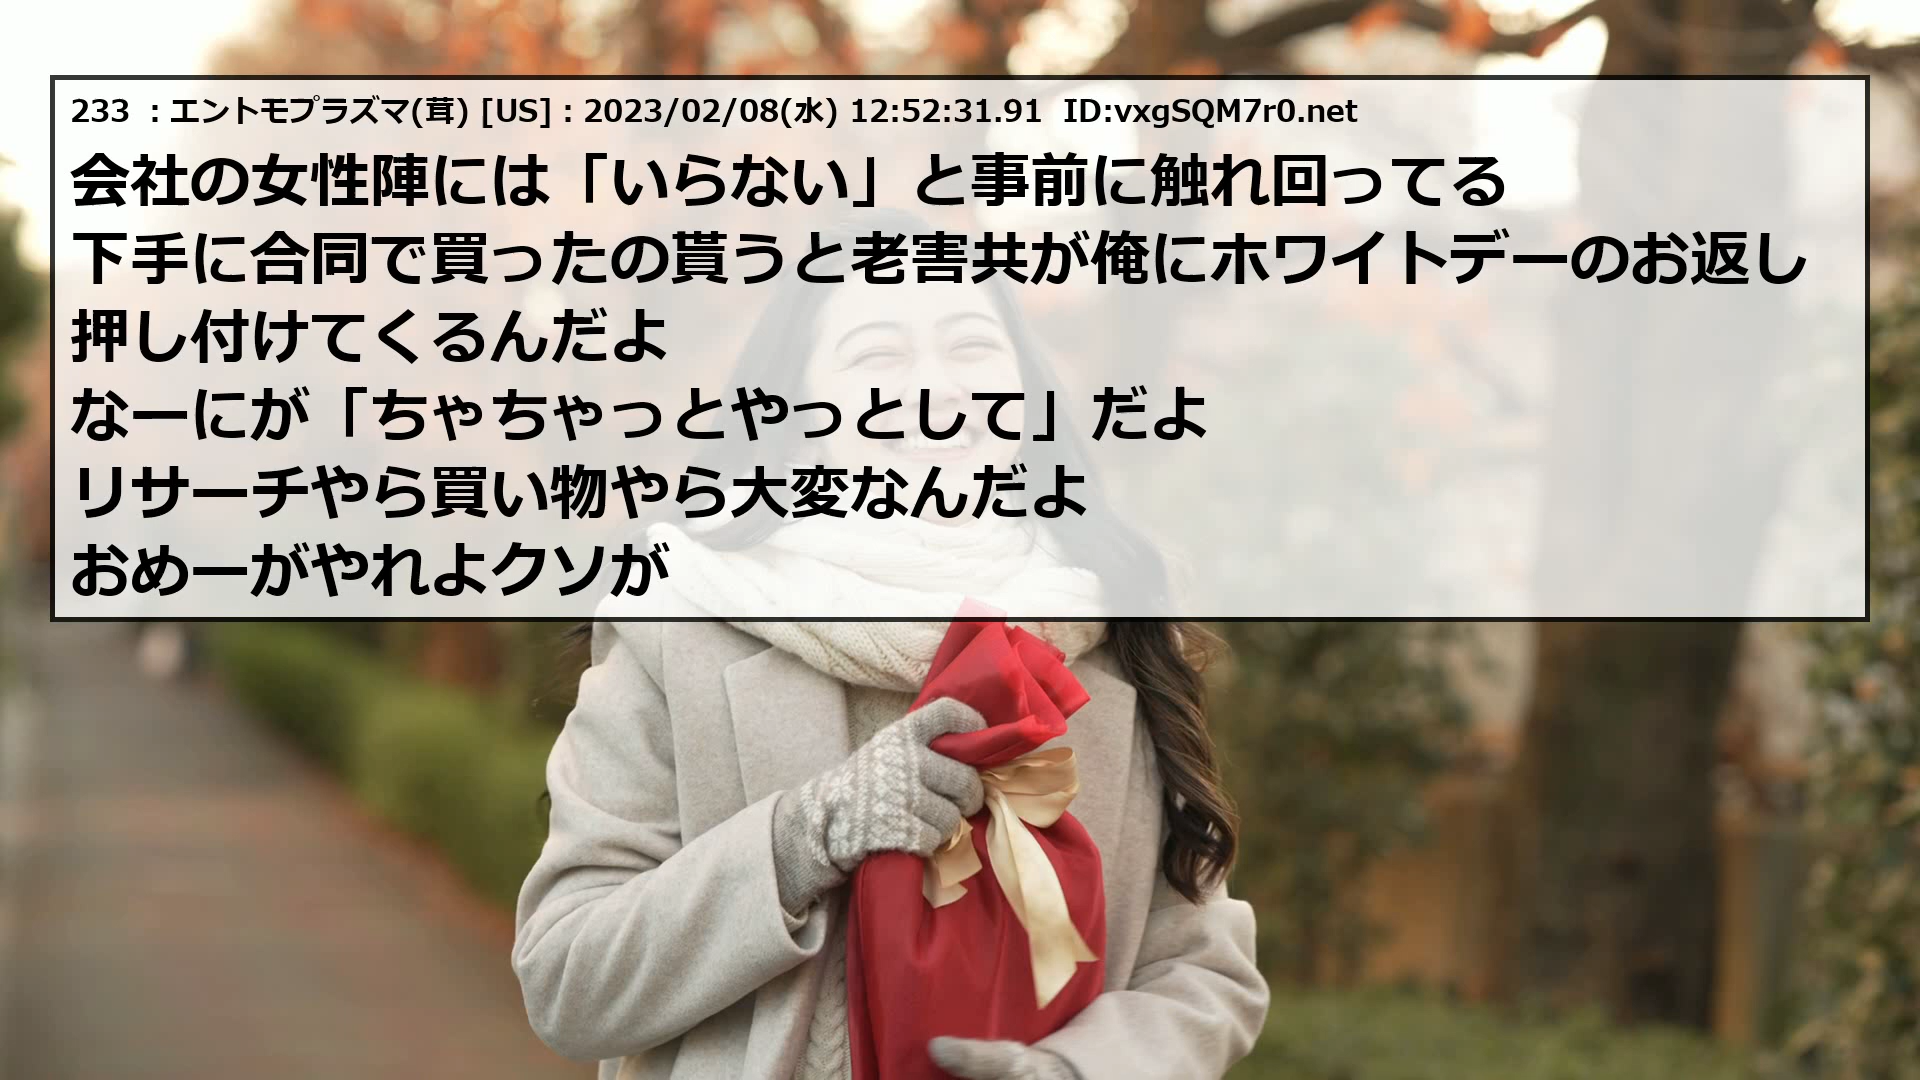 233 ：エントモプラズマ(茸) [US]：2023/02/08(水) 12:52:31.91 ID:vxgSQM7r0.net
会社の女性陣には「いらない」と事前に触れ回ってる
下手に合同で買ったの貰うと老害共が俺にホワイトデーのお返し
押し付けてくるんだよ
なーにが「ちゃちゃっとやっとして」だよ
リサーチやら買い物やら大変なんだよ
おめーがやれよクソが